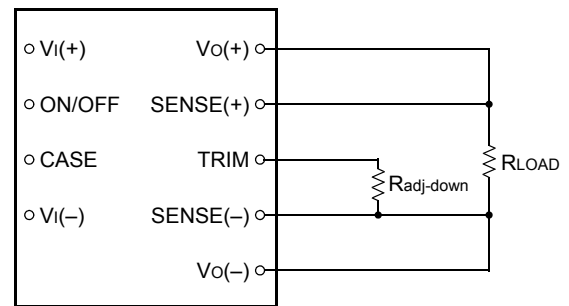 VI(+) VO(+)
ON/OFF SENSE(+)
CASE TRIM
Radj-down
RLOAD
VI(–) SENSE(–)
VO(–)